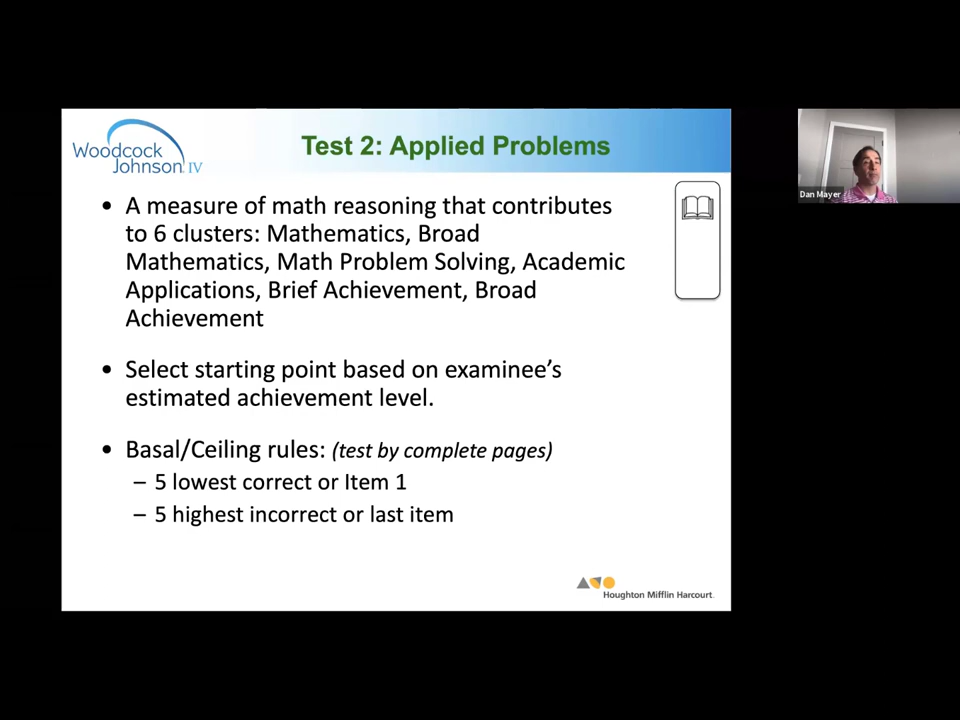 Woodcock
Johnson IV
Test 2: Applied Problems
• A measure of math reasoning that contributes
to 6 clusters: Mathematics, Broad
Mathematics, Math Problem Solving, Academic
Applications, Brief Achievement, Broad
Achievement
• Select starting point based on examinee’s
estimated achievement level.
• Basal/Ceiling rules: (test by complete pages)
– 5 lowest correct or Item 1
– 5 highest incorrect or last item
Houghton Mifflin Harcourt
Dan Mayer